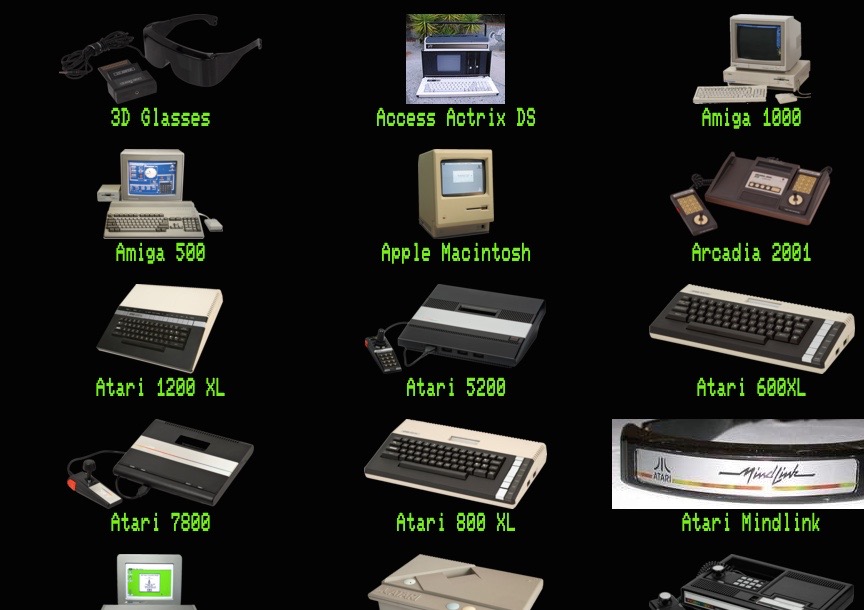 3D Glasses
Access Actrix DS
Amiga 1000
Amiga 500
Apple Macintosh
Arcadia 2001
Atari 1200 XL
Atari 5200
Atari 600XL
ATARI
MindLink
Atari 7800
Atari 800 XL
Atari Mindlink
ATARI